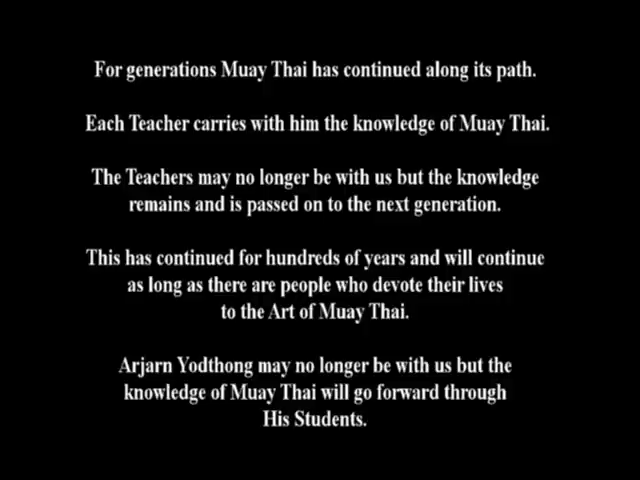 For generations Muay Thai has continued along its path.
Each Teacher carries with him the knowledge of Muay Thai.
The Teachers may no longer be with us but the knowledge
remains and is passed on to the next generation.
This has continued for hundreds of years and will continue
as long as there are people who devote their lives
to the Art of Muay Thai.
Arjarn Yodthong may no longer be with us but the
knowledge of Muay Thai will go forward through
His Students.